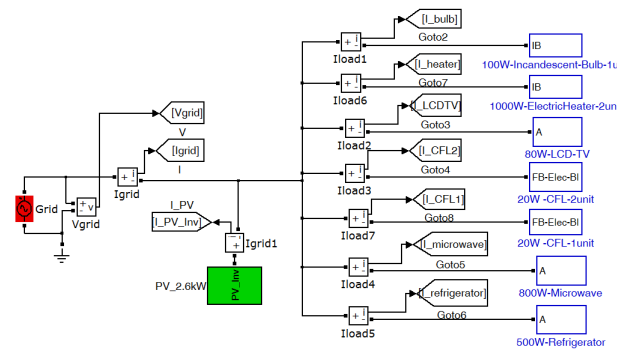 [I_bulb]
Goto2
+ i -
Iload1
IB
100W-Incandescent-Bulb-1u
[I_heater]
Goto7
+ i -
Iload6
IB
1000W-ElectricHeater-2un
[I_LCDTV]
Goto3
+ i -
Iload2
A
80W-LCD-TV
[I_CFL2]
Goto4
+ i -
Iload3
FB-Elec-Bl
20W -CFL-2unit
[I_CFL1]
Goto8
+ i -
Iload7
FB-Elec-Bl
20W -CFL-1unit
[I_microwave]
Goto5
+ i -
Iload4
A
800W-Microwave
[I_refrigerator]
Goto6
+ i -
Iload5
A
500W-Refrigerator
[Vgrid]
V
[Igrid]
I
+ i -
Igrid
Grid
+ v -
Vgrid
I_PV
[I_PV_Inv]
- i +
Igrid1
PV_Inv
PV_2.6kW